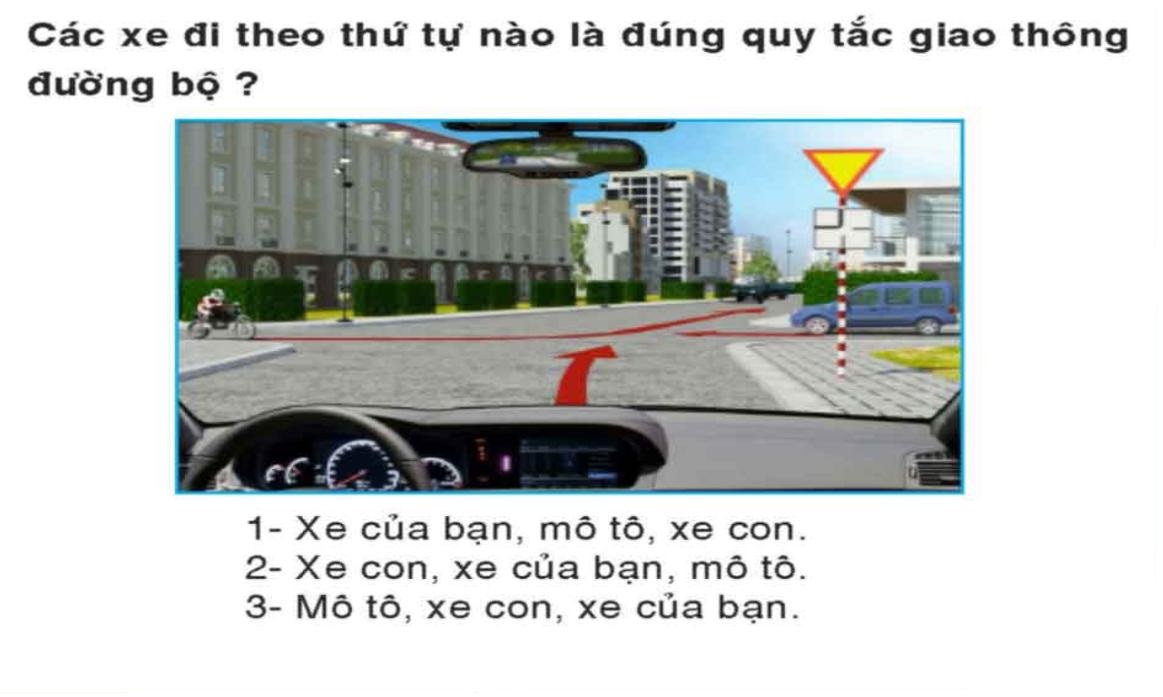 Các xe đi theo thứ tự nào là đúng quy tắc giao thông
đường bộ ?
1- Xe của bạn, mô tô, xe con.
2- Xe con, xe của bạn, mô tô.
3- Mô tô, xe con, xe của bạn.